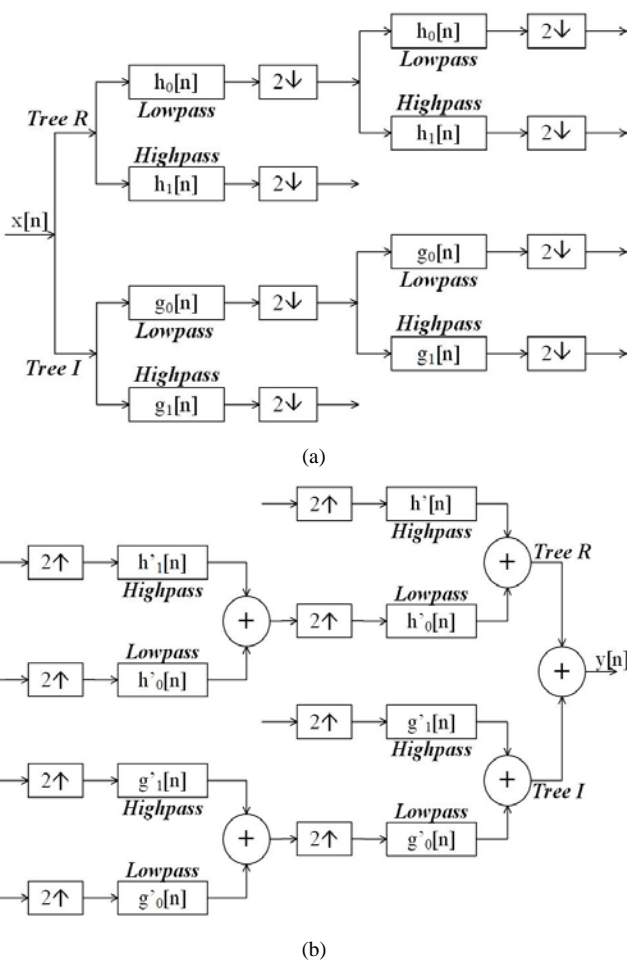 h₀[n] 2↓
Lowpass
h₀[n] 2↓
Lowpass
Tree R
Highpass
h₁[n] 2↓
Highpass
h₁[n] 2↓
x[n]
g₀[n] 2↓
Lowpass
g₀[n] 2↓
Lowpass
Tree I
Highpass
g₁[n] 2↓
Highpass
g₁[n] 2↓
(a)
2↑ h'[n]
Highpass
Tree R
2↑ h'₁[n]
Highpass
+
+
Lowpass
2↑ h'₀[n]
Lowpass
2↑ h'₀[n]
+
y[n]
2↑ g'₁[n]
Highpass
2↑ g'₁[n]
Highpass
+
Tree I
+
Lowpass
2↑ g'₀[n]
Lowpass
2↑ g'₀[n]
(b)